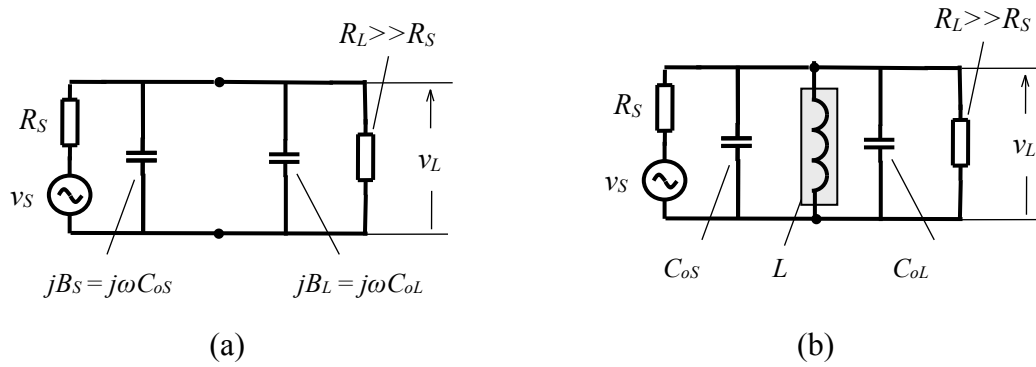 R_L>>R_S
R_S
v_S
v_L
jB_S = jωC_oS
jB_L = jωC_oL
(a)
R_L>>R_S
R_S
v_S
v_L
C_oS
L
C_oL
(b)